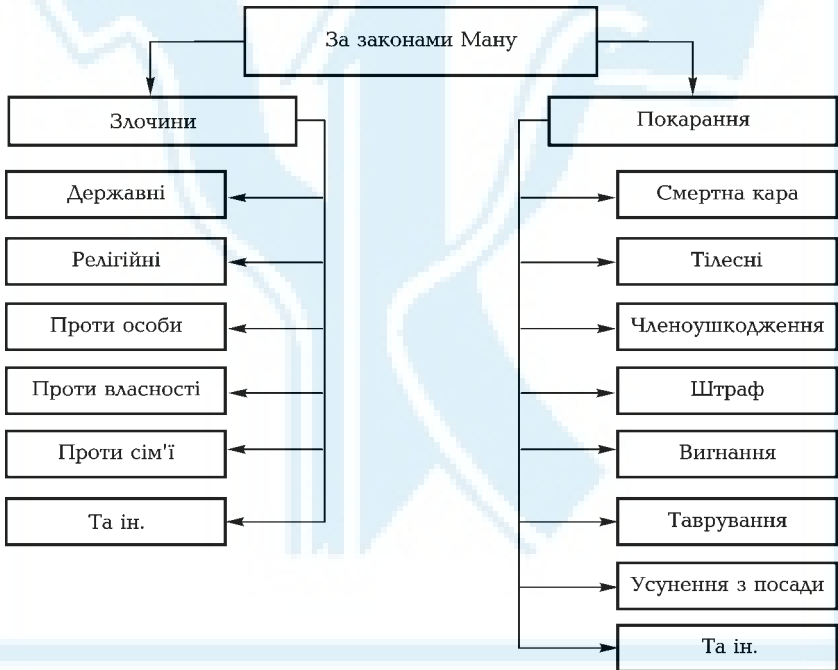 За законами Ману
Злочини
Покарання
Державні
Релігійні
Проти особи
Проти власності
Проти сім'ї
Та ін.
Смертна кара
Тілесні
Членоушкодження
Штраф
Вигнання
Таврування
Усунення з посади
Та ін.